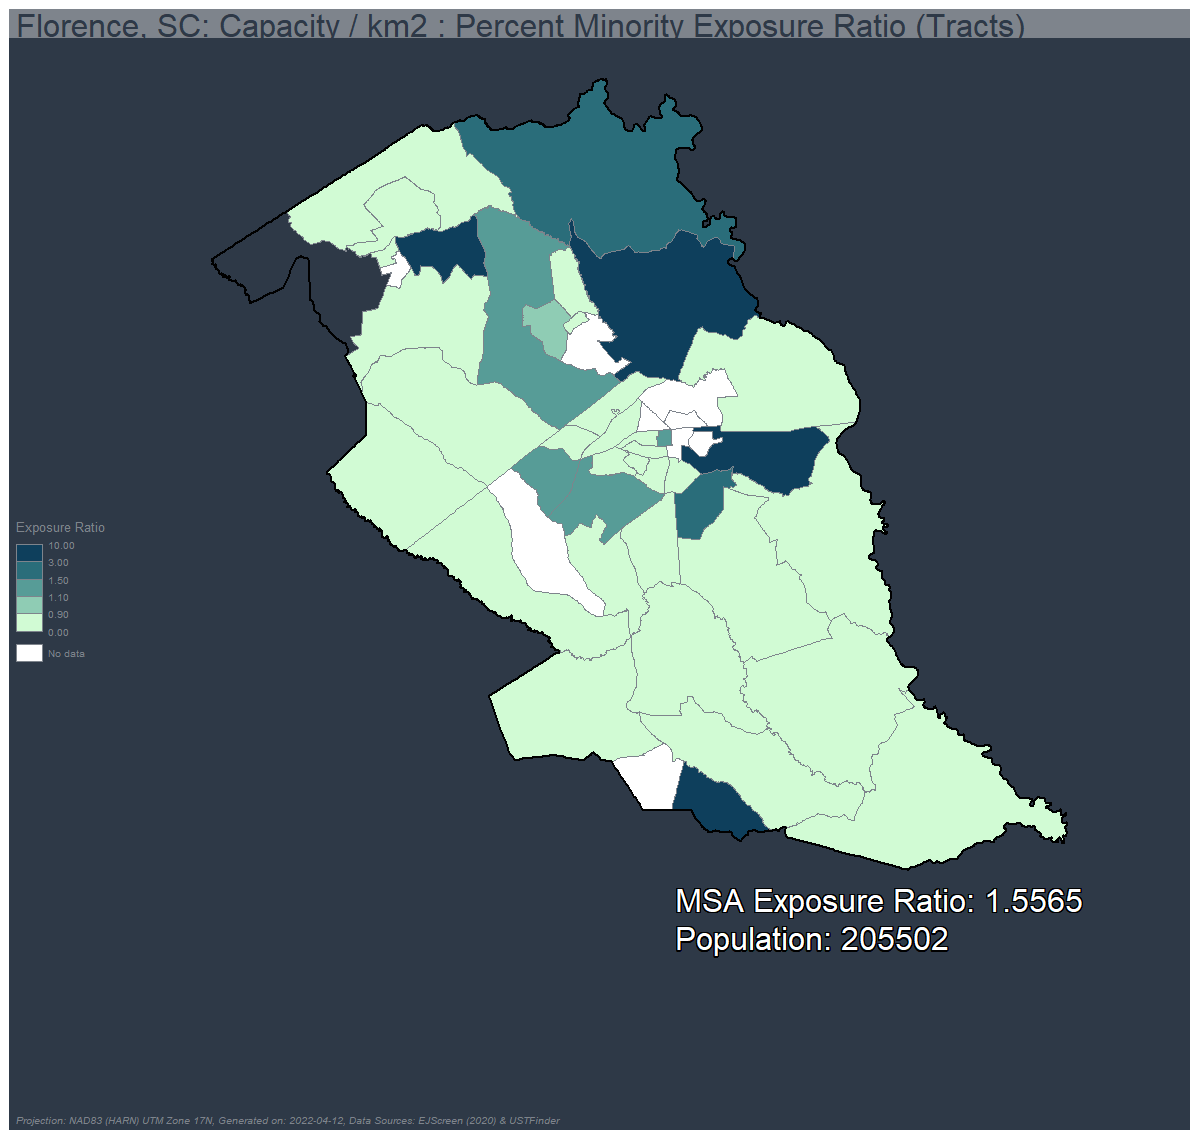 Florence, SC: Capacity / km2 : Percent Minority Exposure Ratio (Tracts)
Exposure Ratio
10.00
3.00
1.50
1.10
0.90
0.00
No data
MSA Exposure Ratio: 1.5565
Population: 205502
Projection: NAD83 (HARN) UTM Zone 17N, Generated on: 2022-04-12, Data Sources: EJScreen (2020) & USTFinder